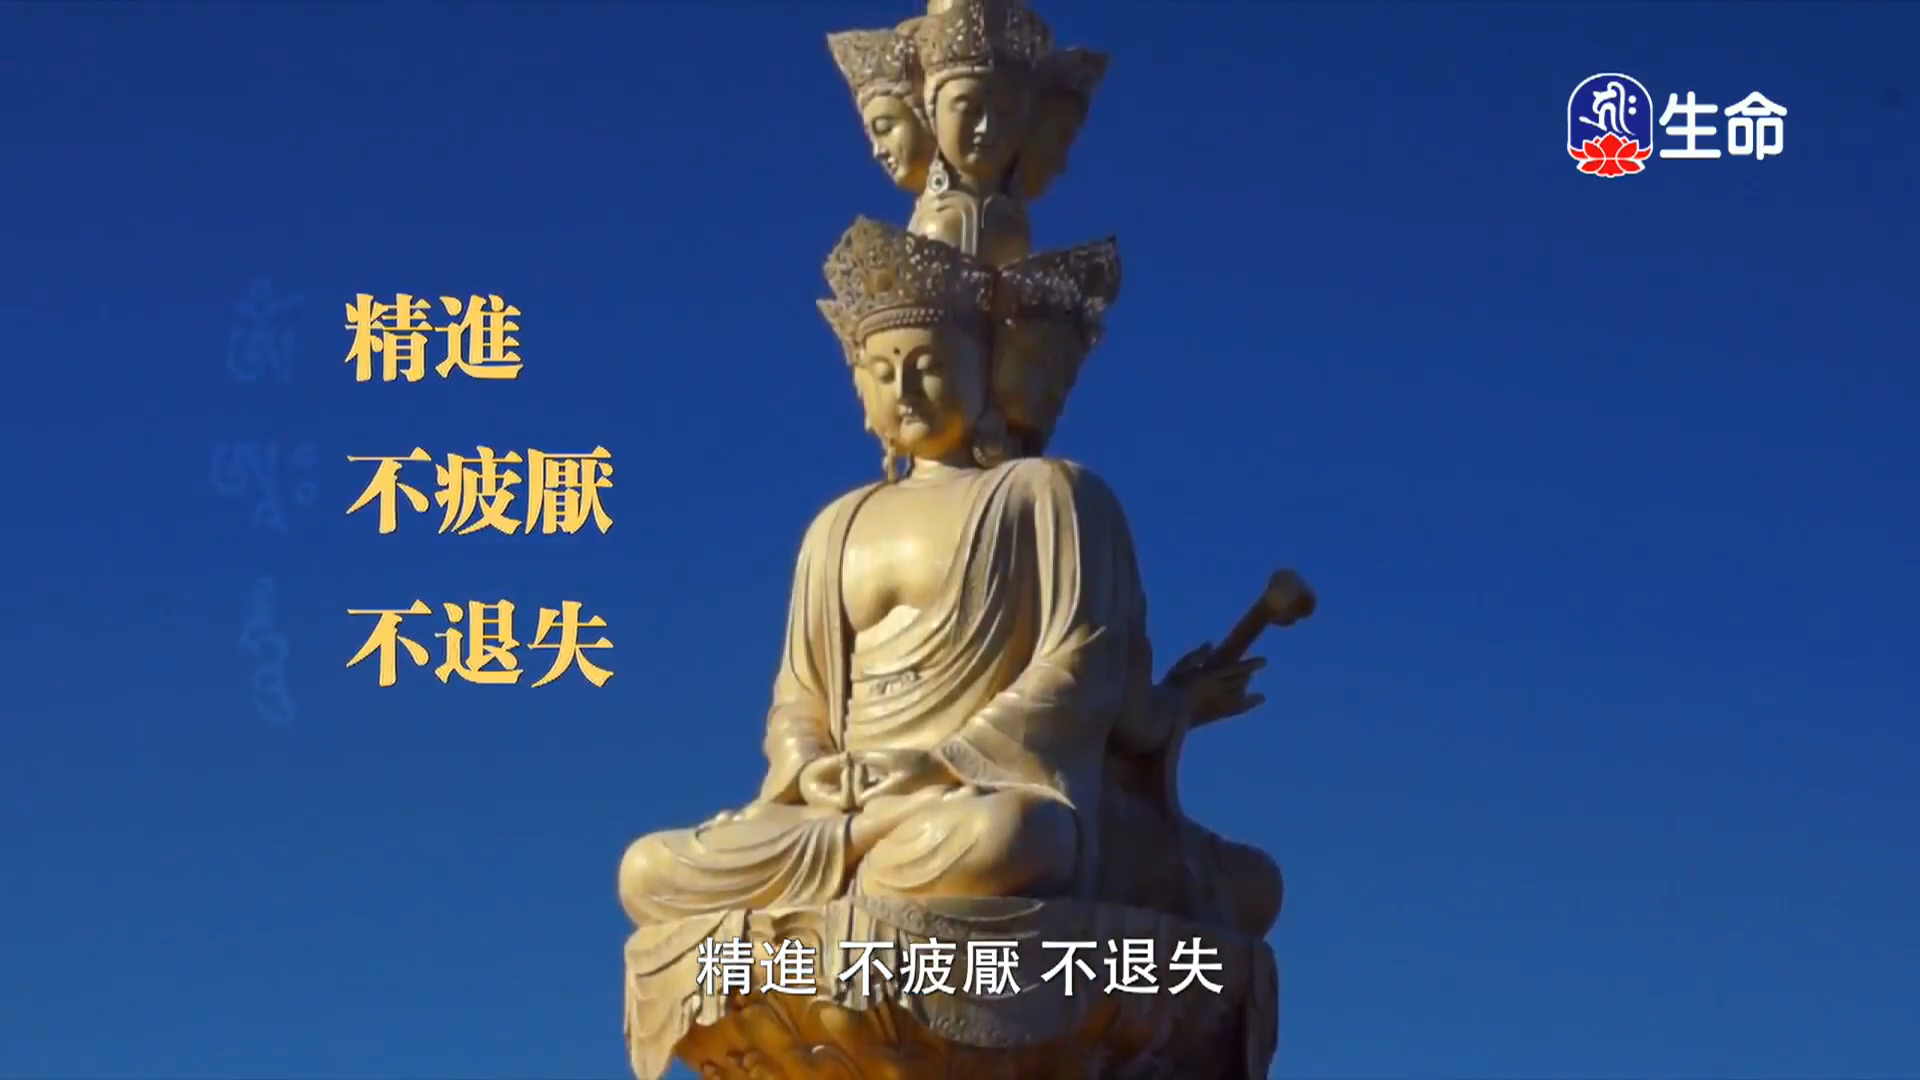 生命
精進
不疲厭
不退失
精進 不疲厭 不退失